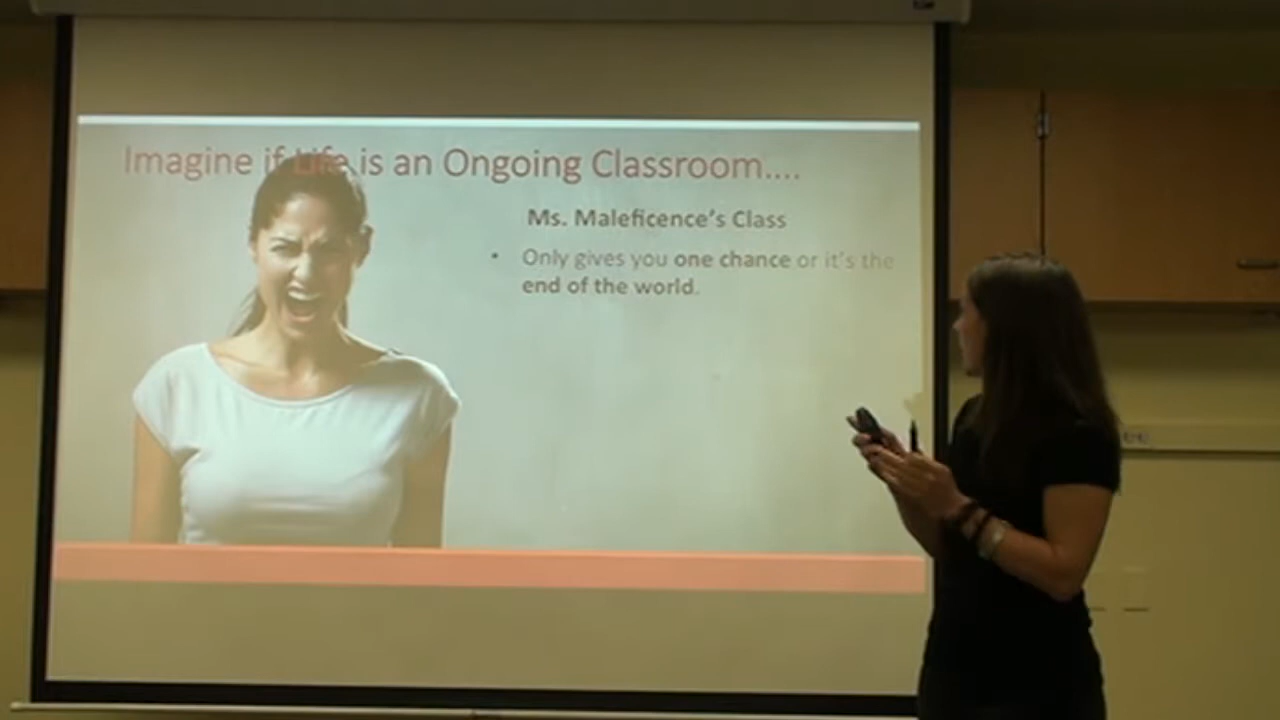 Imagine if Life is an Ongoing Classroom....
Ms. Maleficence's Class
• Only gives you one chance or it's the
end of the world.